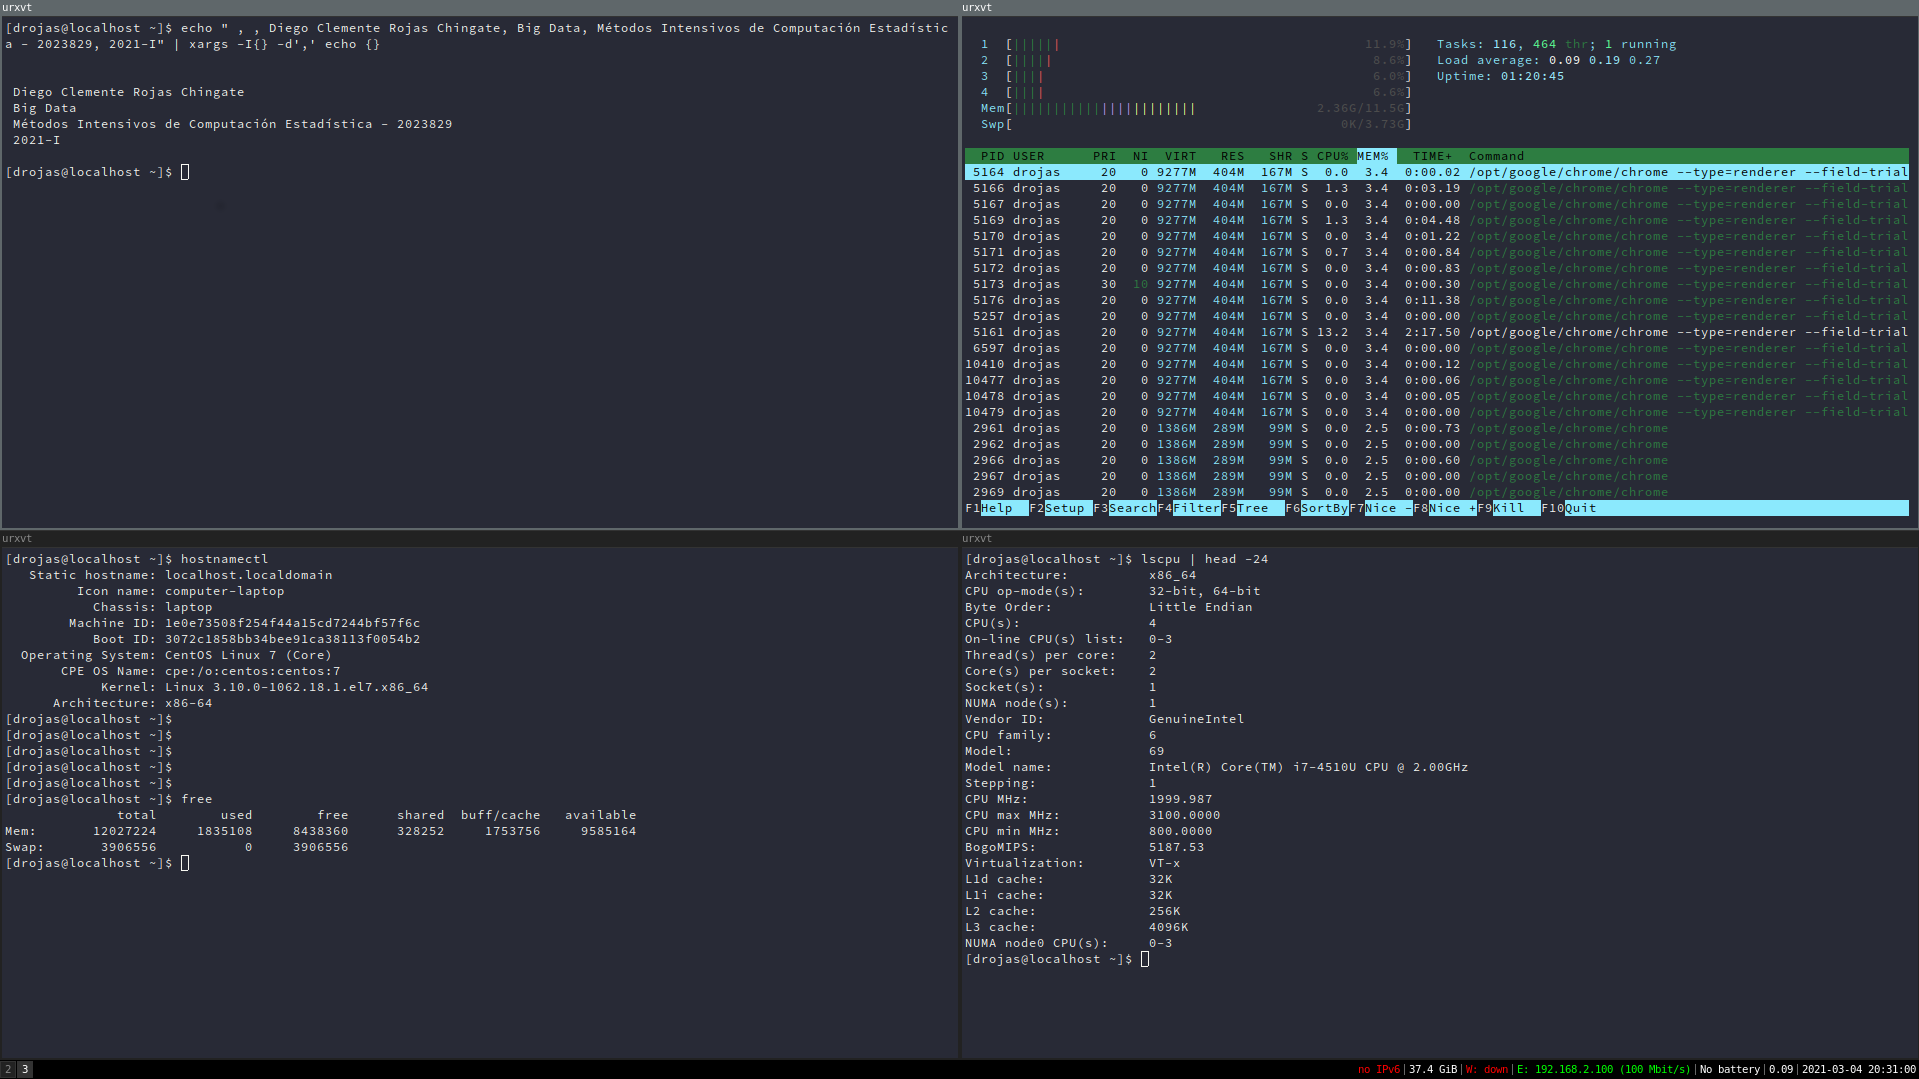 urxvt
[drojas@localhost ~]$ echo " , , Diego Clemente Rojas Chingate, Big Data, Métodos Intensivos de Computación Estadístic
a - 2023829, 2021-I" | xargs -I{} -d',' echo {}
Diego Clemente Rojas Chingate
Big Data
Métodos Intensivos de Computación Estadística - 2023829
2021-I
[drojas@localhost ~]$
urxvt
1 [|||||| 11.9%] Tasks: 116, 464 thr; 1 running
2 [||||| 8.6%] Load average: 0.09 0.19 0.27
3 [|||| 6.0%] Uptime: 01:20:45
4 [|||| 6.6%]
Mem[||||||||||||||||||||||| 2.36G/11.5G]
Swp[ 0K/3.73G]
PID USER PRI NI VIRT RES SHR S CPU% MEM% TIME+ Command
5164 drojas 20 0 9277M 404M 167M S 0.0 3.4 0:00.02 /opt/google/chrome/chrome --type=renderer --field-trial
5166 drojas 20 0 9277M 404M 167M S 1.3 3.4 0:03.19 /opt/google/chrome/chrome --type=renderer --field-trial
5167 drojas 20 0 9277M 404M 167M S 0.0 3.4 0:00.00 /opt/google/chrome/chrome --type=renderer --field-trial
5169 drojas 20 0 9277M 404M 167M S 1.3 3.4 0:04.48 /opt/google/chrome/chrome --type=renderer --field-trial
5170 drojas 20 0 9277M 404M 167M S 0.0 3.4 0:01.22 /opt/google/chrome/chrome --type=renderer --field-trial
5171 drojas 20 0 9277M 404M 167M S 0.7 3.4 0:00.84 /opt/google/chrome/chrome --type=renderer --field-trial
5172 drojas 20 0 9277M 404M 167M S 0.0 3.4 0:00.83 /opt/google/chrome/chrome --type=renderer --field-trial
5173 drojas 30 10 9277M 404M 167M S 0.0 3.4 0:00.30 /opt/google/chrome/chrome --type=renderer --field-trial
5176 drojas 20 0 9277M 404M 167M S 0.0 3.4 0:11.38 /opt/google/chrome/chrome --type=renderer --field-trial
5257 drojas 20 0 9277M 404M 167M S 0.0 3.4 0:00.00 /opt/google/chrome/chrome --type=renderer --field-trial
5161 drojas 20 0 9277M 404M 167M S 13.2 3.4 2:17.50 /opt/google/chrome/chrome --type=renderer --field-trial
6597 drojas 20 0 9277M 404M 167M S 0.0 3.4 0:00.00 /opt/google/chrome/chrome --type=renderer --field-trial
10410 drojas 20 0 9277M 404M 167M S 0.0 3.4 0:00.12 /opt/google/chrome/chrome --type=renderer --field-trial
10477 drojas 20 0 9277M 404M 167M S 0.0 3.4 0:00.06 /opt/google/chrome/chrome --type=renderer --field-trial
10478 drojas 20 0 9277M 404M 167M S 0.0 3.4 0:00.05 /opt/google/chrome/chrome --type=renderer --field-trial
10479 drojas 20 0 9277M 404M 167M S 0.0 3.4 0:00.00 /opt/google/chrome/chrome --type=renderer --field-trial
2961 drojas 20 0 1386M 289M 99M S 0.0 2.5 0:00.73 /opt/google/chrome/chrome
2962 drojas 20 0 1386M 289M 99M S 0.0 2.5 0:00.00 /opt/google/chrome/chrome
2966 drojas 20 0 1386M 289M 99M S 0.0 2.5 0:00.60 /opt/google/chrome/chrome
2967 drojas 20 0 1386M 289M 99M S 0.0 2.5 0:00.00 /opt/google/chrome/chrome
2969 drojas 20 0 1386M 289M 99M S 0.0 2.5 0:00.00 /opt/google/chrome/chrome
F1Help F2Setup F3SearchF4FilterF5Tree F6SortByF7Nice -F8Nice +F9Kill F10Quit
urxvt
[drojas@localhost ~]$ hostnamectl
Static hostname: localhost.localdomain
Icon name: computer-laptop
Chassis: laptop
Machine ID: 1e0e73508f254f44a15cd7244bf57f6c
Boot ID: 3072c1858bb34bee91ca38113f0054b2
Operating System: CentOS Linux 7 (Core)
CPE OS Name: cpe:/o:centos:centos:7
Kernel: Linux 3.10.0-1062.18.1.el7.x86_64
Architecture: x86-64
[drojas@localhost ~]$
[drojas@localhost ~]$
[drojas@localhost ~]$
[drojas@localhost ~]$
[drojas@localhost ~]$
[drojas@localhost ~]$ free
total used free shared buff/cache available
Mem: 12027224 1835108 8438360 328252 1753756 9585164
Swap: 3906556 0 3906556
[drojas@localhost ~]$
urxvt
[drojas@localhost ~]$ lscpu | head -24
Architecture: x86_64
CPU op-mode(s): 32-bit, 64-bit
Byte Order: Little Endian
CPU(s): 4
On-line CPU(s) list: 0-3
Thread(s) per core: 2
Core(s) per socket: 2
Socket(s): 1
NUMA node(s): 1
Vendor ID: GenuineIntel
CPU family: 6
Model: 69
Model name: Intel(R) Core(TM) i7-4510U CPU @ 2.00GHz
Stepping: 1
CPU MHz: 1999.987
CPU max MHz: 3100.0000
CPU min MHz: 800.0000
BogoMIPS: 5187.53
Virtualization: VT-x
L1d cache: 32K
L1i cache: 32K
L2 cache: 256K
L3 cache: 4096K
NUMA node0 CPU(s): 0-3
[drojas@localhost ~]$
2 3
no IPv6|37.4 GiB|W: down|E: 192.168.2.100 (100 Mbit/s)|No battery|0.09|2021-03-04 20:31:00